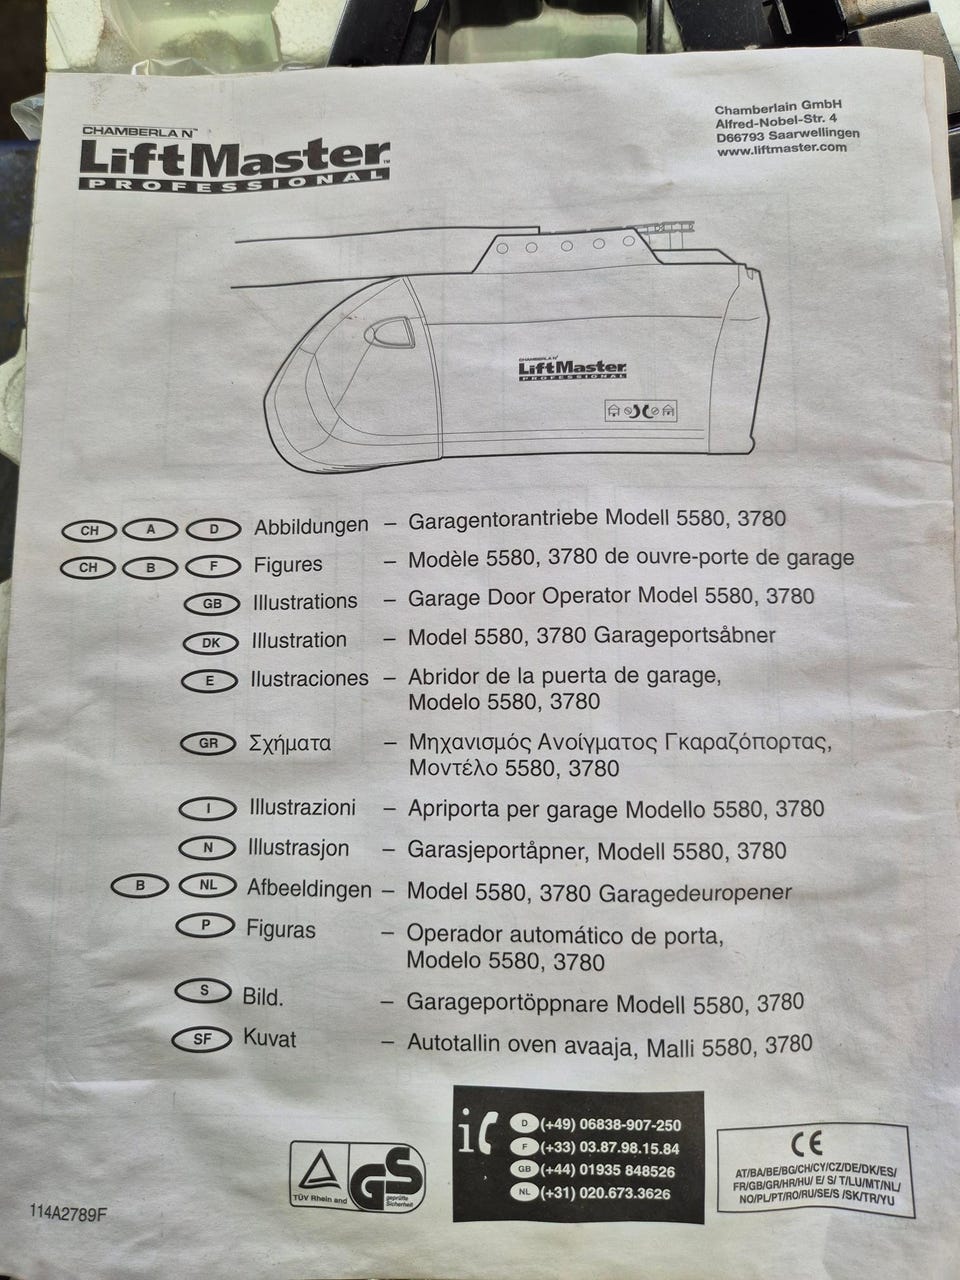 CHAMBERLAIN™
LiftMaster™
PROFESSIONAL
Chamberlain GmbH
Alfred-Nobel-Str. 4
D66793 Saarwellingen
www.liftmaster.com
CHAMBERLAIN
LiftMaster
PROFESSIONAL
CH A D Abbildungen – Garagentorantriebe Modell 5580, 3780
CH B F Figures – Modèle 5580, 3780 de ouvre-porte de garage
GB Illustrations – Garage Door Operator Model 5580, 3780
DK Illustration – Model 5580, 3780 Garageportsåbner
E Ilustraciones – Abridor de la puerta de garage,
Modelo 5580, 3780
GR Σχήματα – Μηχανισμός Ανοίγματος Γκαραζόπορτας,
Μοντέλο 5580, 3780
I Illustrazioni – Apriporta per garage Modello 5580, 3780
N Illustrasjon – Garasjeportåpner, Modell 5580, 3780
B NL Afbeeldingen – Model 5580, 3780 Garagedeuropener
P Figuras – Operador automático de porta,
Modelo 5580, 3780
S Bild. – Garageportöppnare Modell 5580, 3780
SF Kuvat – Autotallin oven avaaja, Malli 5580, 3780
TÜV Rheinland
GS
geprüfte
Sicherheit
i
D (+49) 06838-907-250
F (+33) 03.87.98.15.84
GB (+44) 01935 848526
NL (+31) 020.673.3626
CE
AT/BA/BE/BG/CH/CY/CZ/DE/DK/ES/
FR/GB/GR/HR/HU/ E/ S/ T/LU/MT/NL/
NO/PL/PT/RO/RU/SE/S /SK/TR/YU
114A2789F